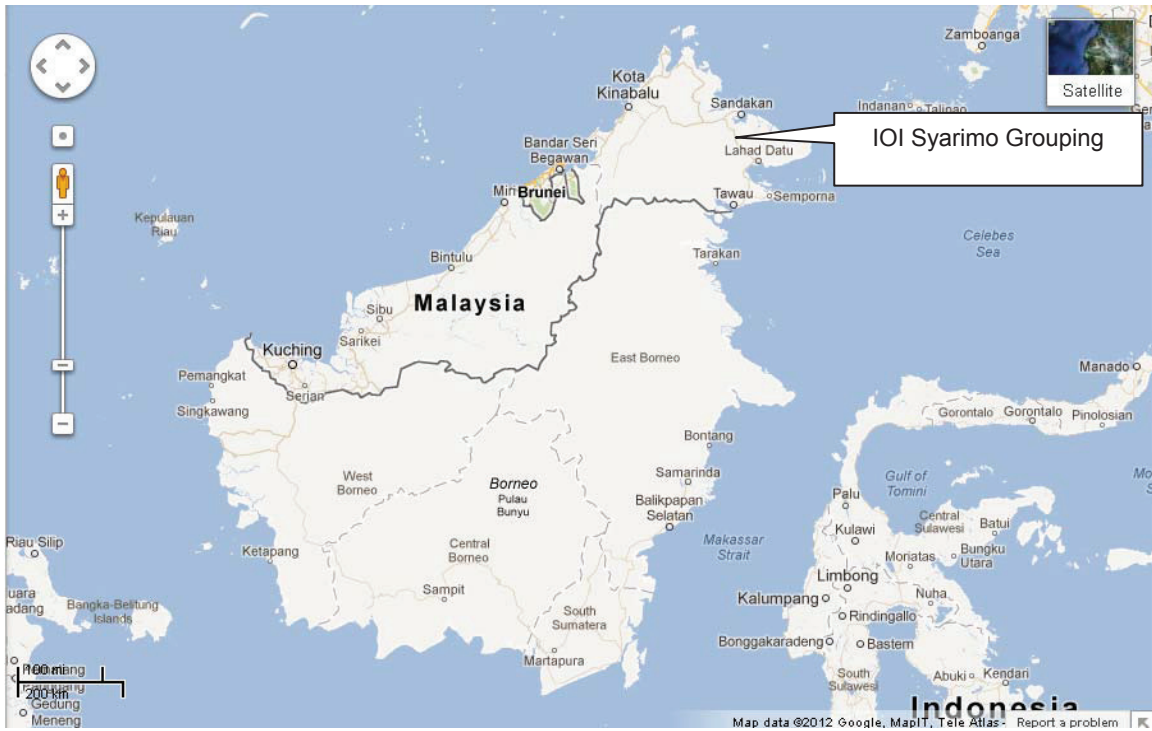 Zamboanga
Satellite
Kota
Kinabalu
Sandakan
Indanan
Talipao
IOI Syarimo Grouping
Lahad Datu
Bandar Seri
Begawan
Miri
Brunei
Tawau
Semporna
Kepulauan
Riau
Celebes
Sea
Bintulu
Tarakan
Malaysia
Sibu
Sarikei
Kuching
East Borneo
Serian
Pemangkat
Singkawang
Manado
Gorontalo
Gorontalo
Pinolosian
Bontang
West
Borneo
Borneo
Pulau
Bunyu
Samarinda
Balikpapan
Selatan
Gulf of
Tomini
Palu
Central
Sulawesi
Batui
Kulawi
Riau Silip
Ketapang
Central
Borneo
Makassar
Strait
Moriatas
Bungku
Utara
Limbong
Sampit
Kalumpang
Nuha
Bangka-Belitung
Islands
South
Sumatera
Rindingallo
Bonggakaradeng
Bastem
Martapura
South
Sulawesi
Abuki
Kendari
100 mi
200 km
Gedung
Meneng
Indonesia
Map data ©2012 Google, MapIT, Tele Atlas -
Report a problem